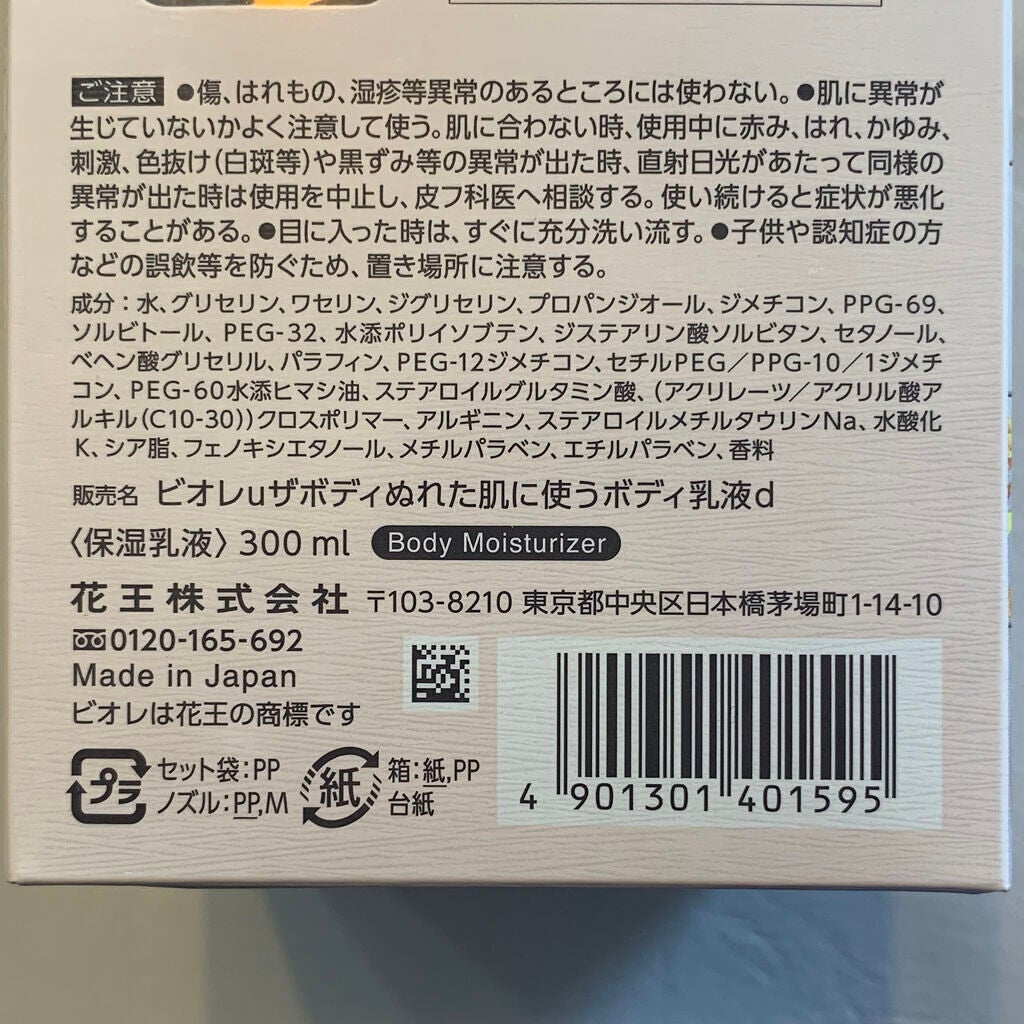 ご注意 ●傷、はれもの、湿疹等異常のあるところには使わない。●肌に異常が
生じていないかよく注意して使う。肌に合わない時、使用中に赤み、はれ、かゆみ、
刺激、色抜け(白斑等)や黒ずみ等の異常が出た時、直射日光があたって同様の
異常が出た時は使用を中止し、皮フ科医へ相談する。使い続けると症状が悪化
することがある。●目に入った時は、すぐに充分洗い流す。●子供や認知症の方
などの誤飲等を防ぐため、置き場所に注意する。
成分：水、グリセリン、ワセリン、ジグリセリン、プロパンジオール、ジメチコン、PPG-69、
ソルビトール、PEG-32、水添ポリイソブテン、ジステアリン酸ソルビタン、セタノール、
ベヘン酸グリセリル、パラフィン、PEG-12ジメチコン、セチルPEG／PPG-10／1ジメチ
コン、PEG-60水添ヒマシ油、ステアロイルグルタミン酸、(アクリレーツ／アクリル酸ア
ルキル(C10-30))クロスポリマー、アルギニン、ステアロイルメチルタウリンNa、水酸化
K、シア脂、フェノキシエタノール、メチルパラベン、エチルパラベン、香料
販売名 ビオレuザボディぬれた肌に使うボディ乳液d
〈保湿乳液〉300 ml Body Moisturizer
花王株式会社 〒103-8210 東京都中央区日本橋茅場町1-14-10
0120-165-692
Made in Japan
ビオレは花王の商標です
プラ セット袋：PP
ノズル：PP,M
紙 箱：紙,PP
台紙
4 901301 401595